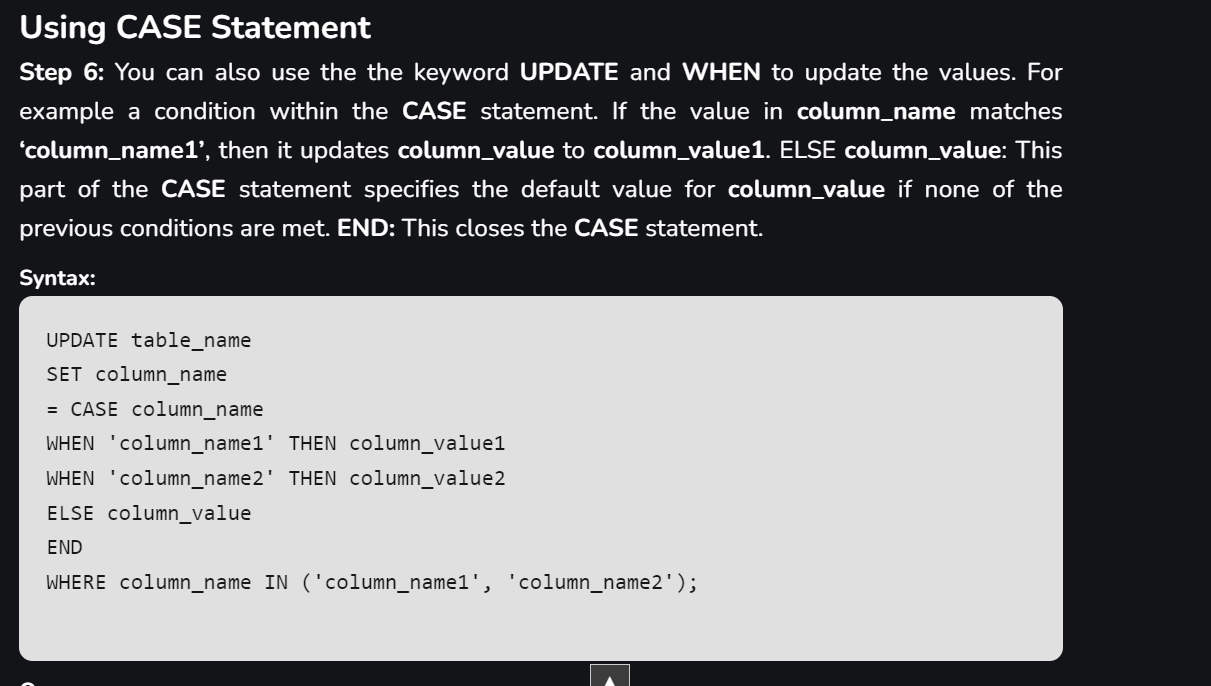 Using CASE Statement
Step 6: You can also use the the keyword UPDATE and WHEN to update the values. For
example a condition within the CASE statement. If the value in column_name matches
‘column_name1’, then it updates column_value to column_value1. ELSE column_value: This
part of the CASE statement specifies the default value for column_value if none of the
previous conditions are met. END: This closes the CASE statement.
Syntax:
UPDATE table_name
SET column_name
= CASE column_name
WHEN 'column_name1' THEN column_value1
WHEN 'column_name2' THEN column_value2
ELSE column_value
END
WHERE column_name IN ('column_name1', 'column_name2');